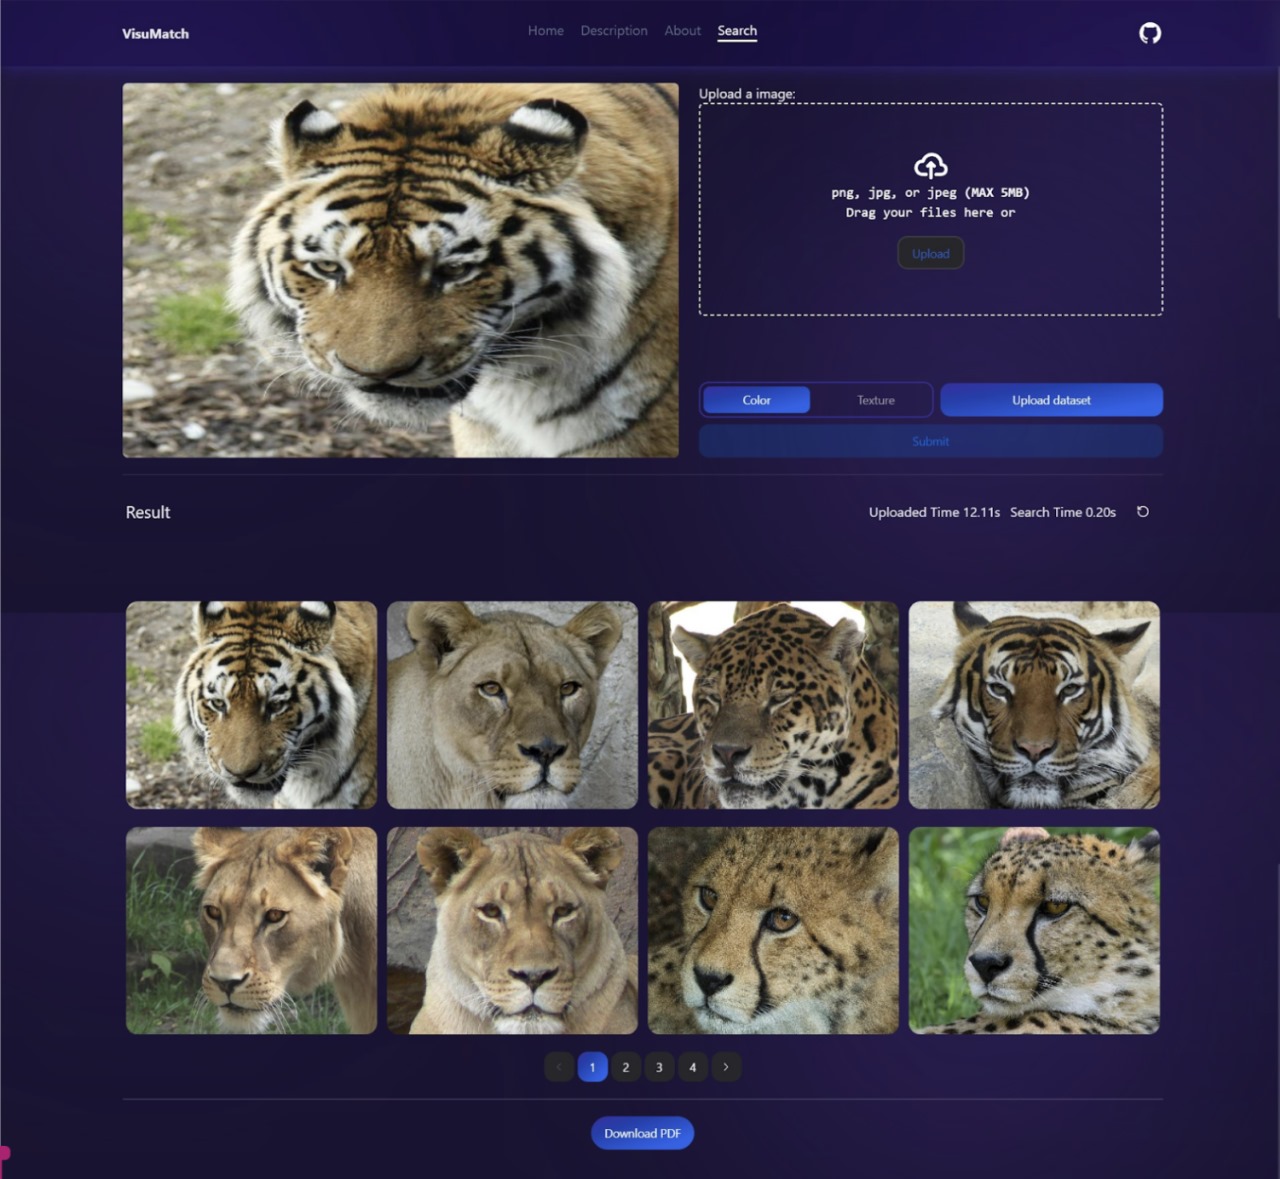 VisuMatch
Home Description About Search
Upload a image:
png, jpg, or jpeg (MAX 5MB)
Drag your files here or
Upload
Color Texture Upload dataset
Submit
Result
Uploaded Time 12.11s Search Time 0.20s
1 2 3 4
Download PDF